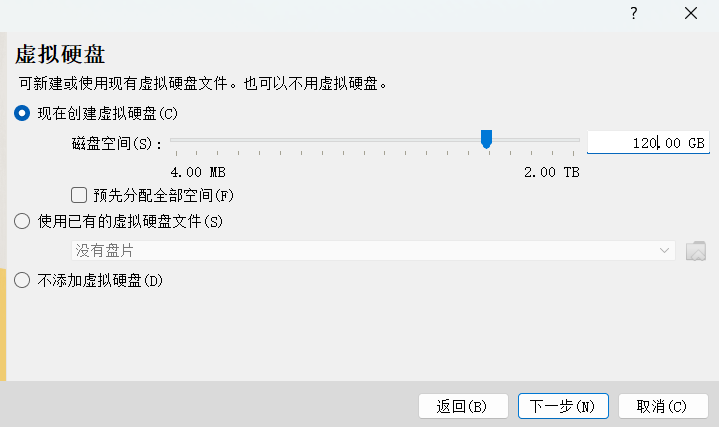 ?
虚拟硬盘
可新建或使用现有虚拟硬盘文件。也可以不用虚拟硬盘。
现在创建虚拟硬盘(C)
磁盘空间(S): 120.00 GB
4.00 MB 2.00 TB
预先分配全部空间(F)
使用已有的虚拟硬盘文件(S)
没有盘片
不添加虚拟硬盘(D)
返回(B) 下一步(N) 取消(C)